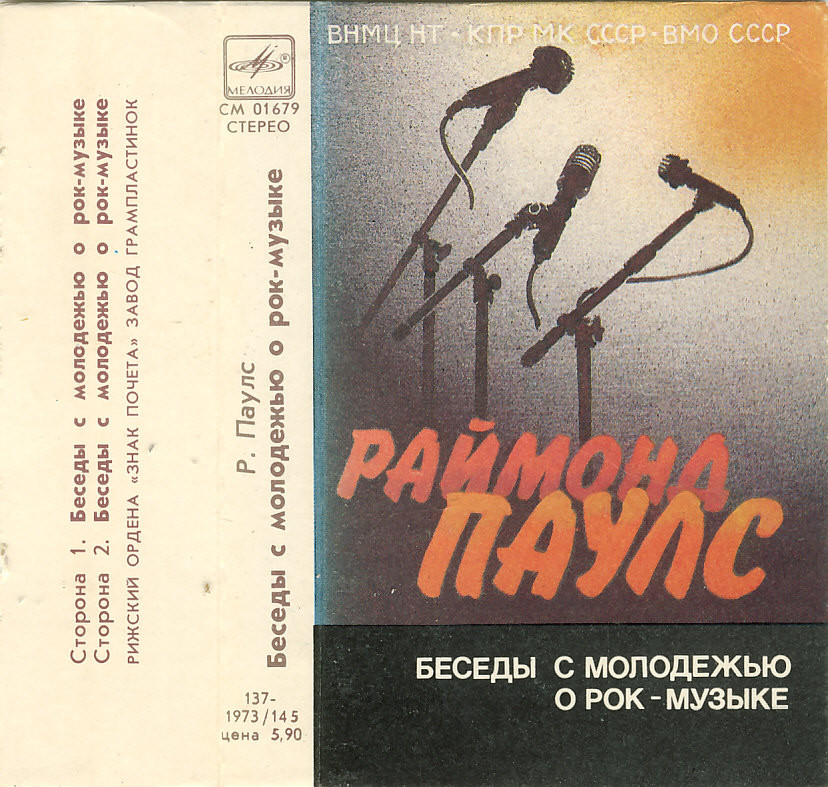 Сторона 1. Беседы с молодежью о рок-музыке
Сторона 2. Беседы с молодежью о рок-музыке
РИЖСКИЙ ОРДЕНА «ЗНАК ПОЧЕТА» ЗАВОД ГРАМПЛАСТИНОК
МЕЛОДИЯ ®
СМ 01679
СТЕРЕО
Р. Паулс
Беседы с молодежью о рок-музыке
137-
1973/145
цена 5,90
ВНМЦ НТ · КПР МК СССР · ВМО СССР
РАЙМОНД
ПАУЛС
БЕСЕДЫ С МОЛОДЕЖЬЮ
О РОК-МУЗЫКЕ